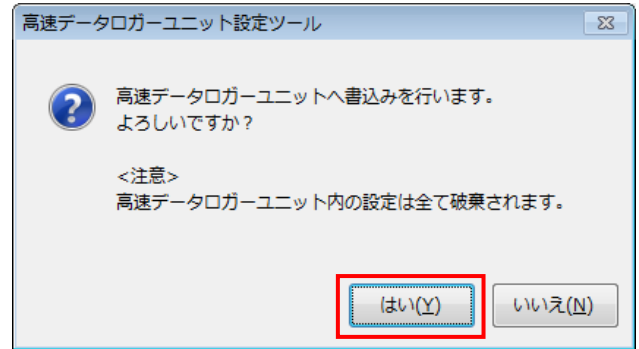 高速データロガーユニット設定ツール
高速データロガーユニットへ書込みを行います。
よろしいですか？
<注意>
高速データロガーユニット内の設定は全て破棄されます。
はい(Y)
いいえ(N)